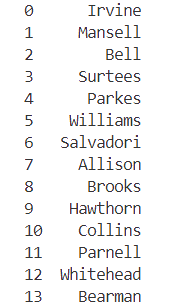 0 Irvine
1 Mansell
2 Bell
3 Surtees
4 Parkes
5 Williams
6 Salvadori
7 Allison
8 Brooks
9 Hawthorn
10 Collins
11 Parnell
12 Whitehead
13 Bearman